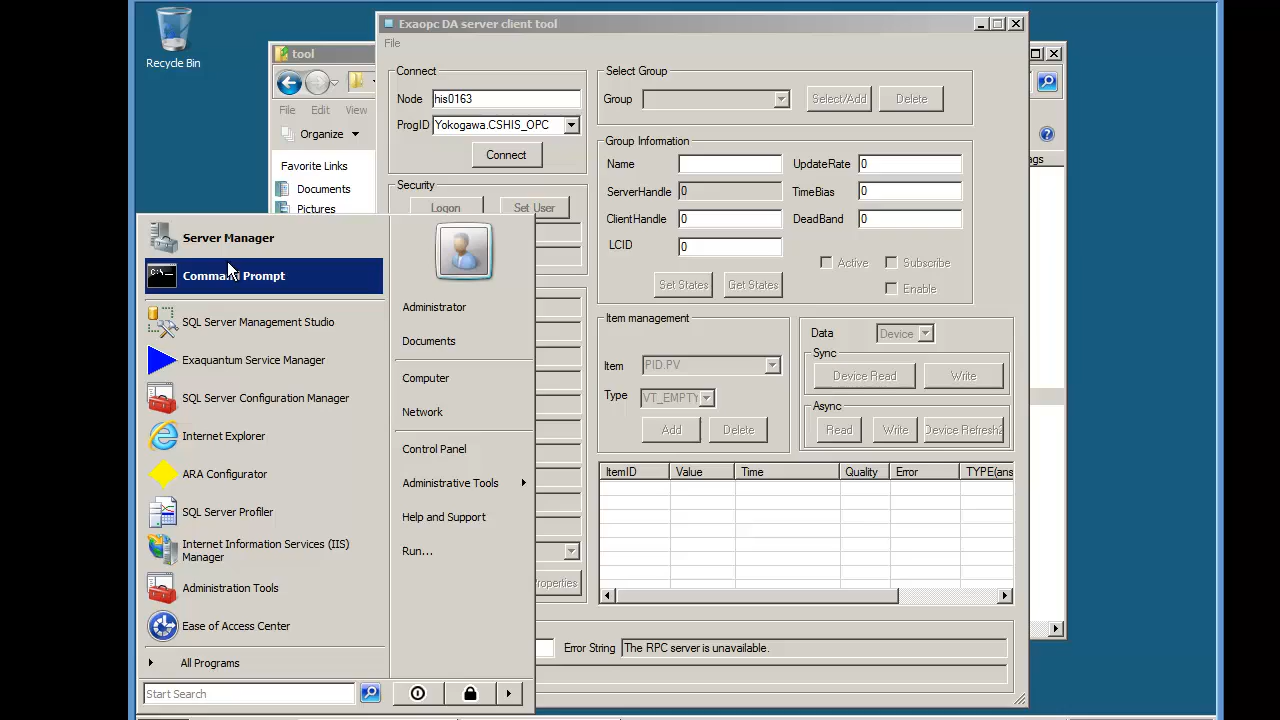 Recycle Bin
tool
File
Edit
View
Organize
Favorite Links
Documents
Pictures
Exaopc DA server client tool
File
Connect
Node
his0163
ProgID
Yokogawa.CSHIS_OPC
Connect
Security
Logon
Set User
Select Group
Group
Select/Add
Delete
Group Information
Name
UpdateRate
0
ServerHandle
0
TimeBias
0
ClientHandle
0
DeadBand
0
LCID
0
Active
Subscribe
Enable
Set States
Get States
Item management
Item
PID.PV
Type
VT_EMPTY
Add
Delete
Data
Device
Sync
Device Read
Write
Async
Read
Write
Device Refresh2
ItemID
Value
Time
Quality
Error
TYPE(ans
Error String
The RPC server is unavailable.
Server Manager
Command Prompt
SQL Server Management Studio
Exaquantum Service Manager
SQL Server Configuration Manager
Internet Explorer
ARA Configurator
SQL Server Profiler
Internet Information Services (IIS)
Manager
Administration Tools
Ease of Access Center
All Programs
Start Search
Administrator
Documents
Computer
Network
Control Panel
Administrative Tools
Help and Support
Run...